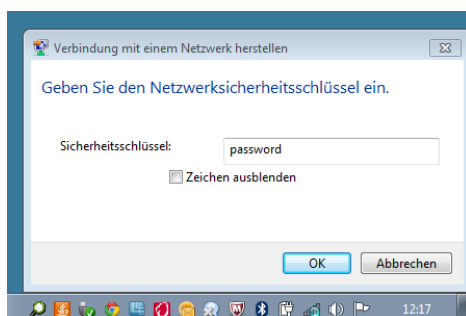 Verbindung mit einem Netzwerk herstellen
Geben Sie den Netzwerksicherheitsschlüssel ein.
Sicherheitsschlüssel:
password
Zeichen ausblenden
OK
Abbrechen
12:17